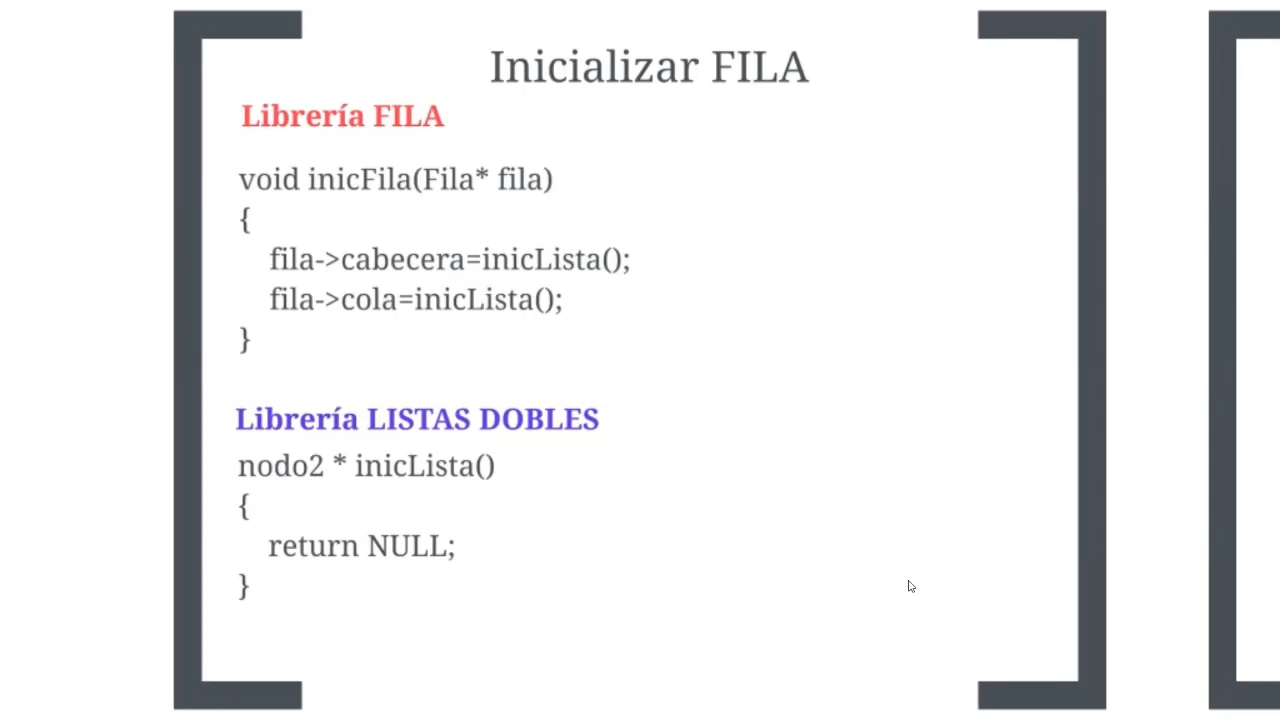 Inicializar FILA
Librería FILA
void inicFila(Fila* fila)
{
fila->cabecera=inicLista();
fila->cola=inicLista();
}
Librería LISTAS DOBLES
nodo2 * inicLista()
{
return NULL;
}